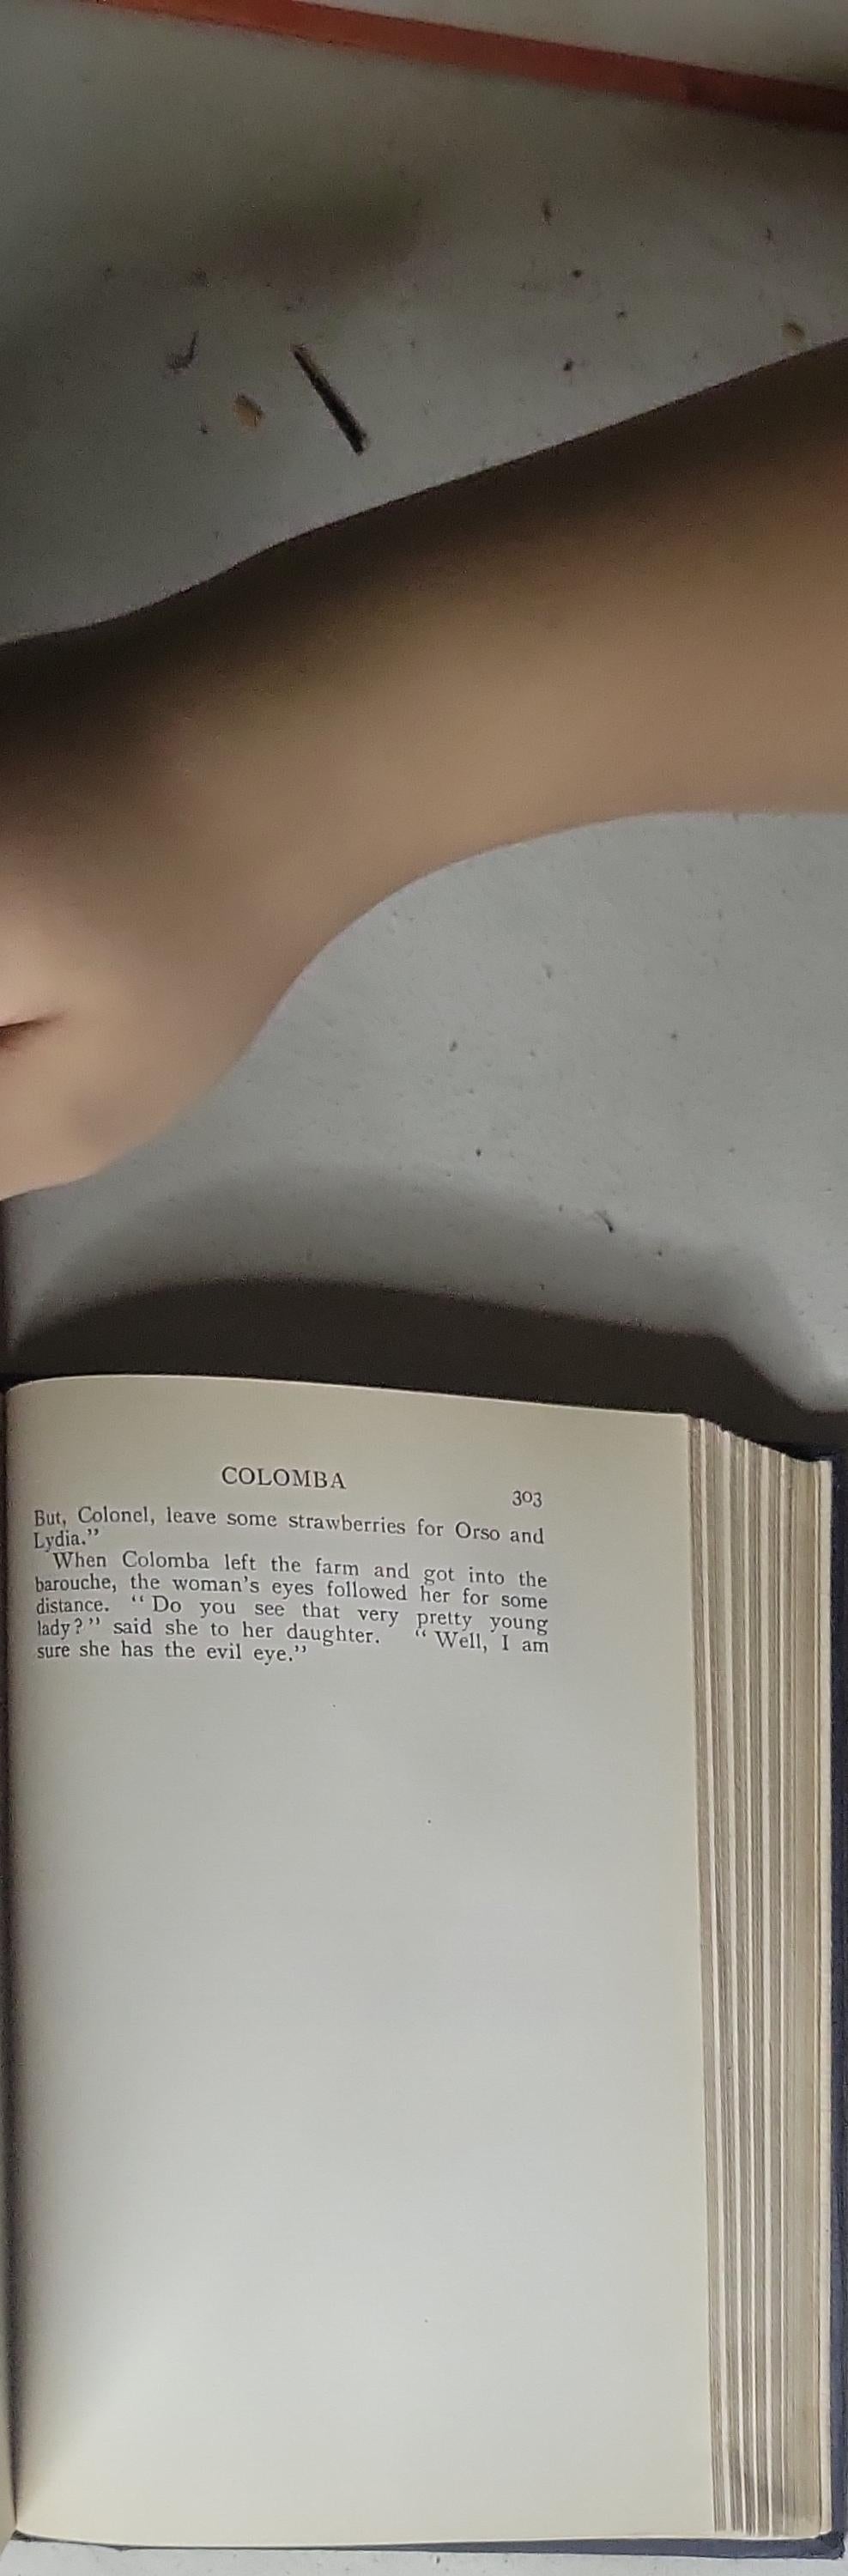 COLOMBA
303
But, Colonel, leave some strawberries for Orso and
Lydia.”
When Colomba left the farm and got into the
barouche, the woman’s eyes followed her for some
distance. “Do you see that very pretty young
lady?” said she to her daughter. “Well, I am
sure she has the evil eye.”